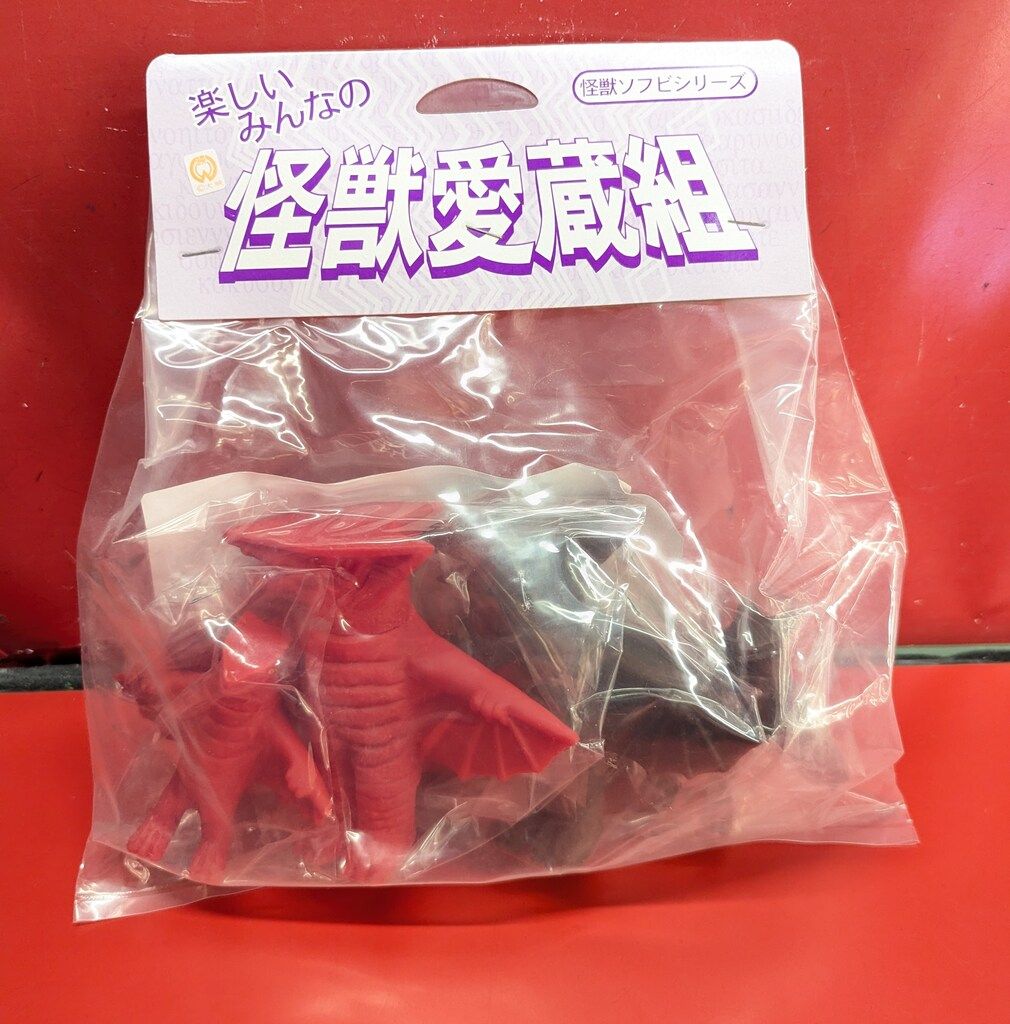 楽しい
みんなの
怪獣ソフビシリーズ
怪獣愛蔵組